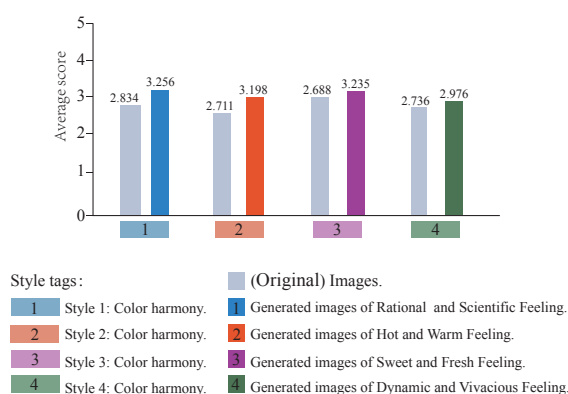 5
4
3
2
1
0
Average score
2.834 3.256
2.711 3.198
2.688 3.235
2.736 2.976
1 2 3 4
Style tags:
(Original) Images.
1 Style 1: Color harmony.
1 Generated images of Rational and Scientific Feeling.
2 Style 2: Color harmony.
2 Generated images of Hot and Warm Feeling.
3 Style 3: Color harmony.
3 Generated images of Sweet and Fresh Feeling.
4 Style 4: Color harmony.
4 Generated images of Dynamic and Vivacious Feeling.